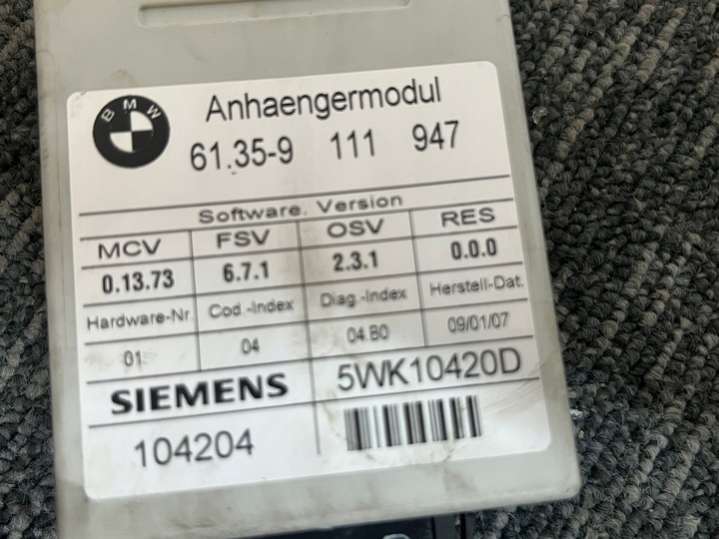 BMW
Anhaengermodul
61.35-9 111 947
Software. Version
MCV FSV OSV RES
0.13.73 6.7.1 2.3.1 0.0.0
Hardware-Nr. Cod.-Index Diag.-Index Herstell-Dat.
01 04 04.B0 09/01/07
SIEMENS 5WK10420D
104204